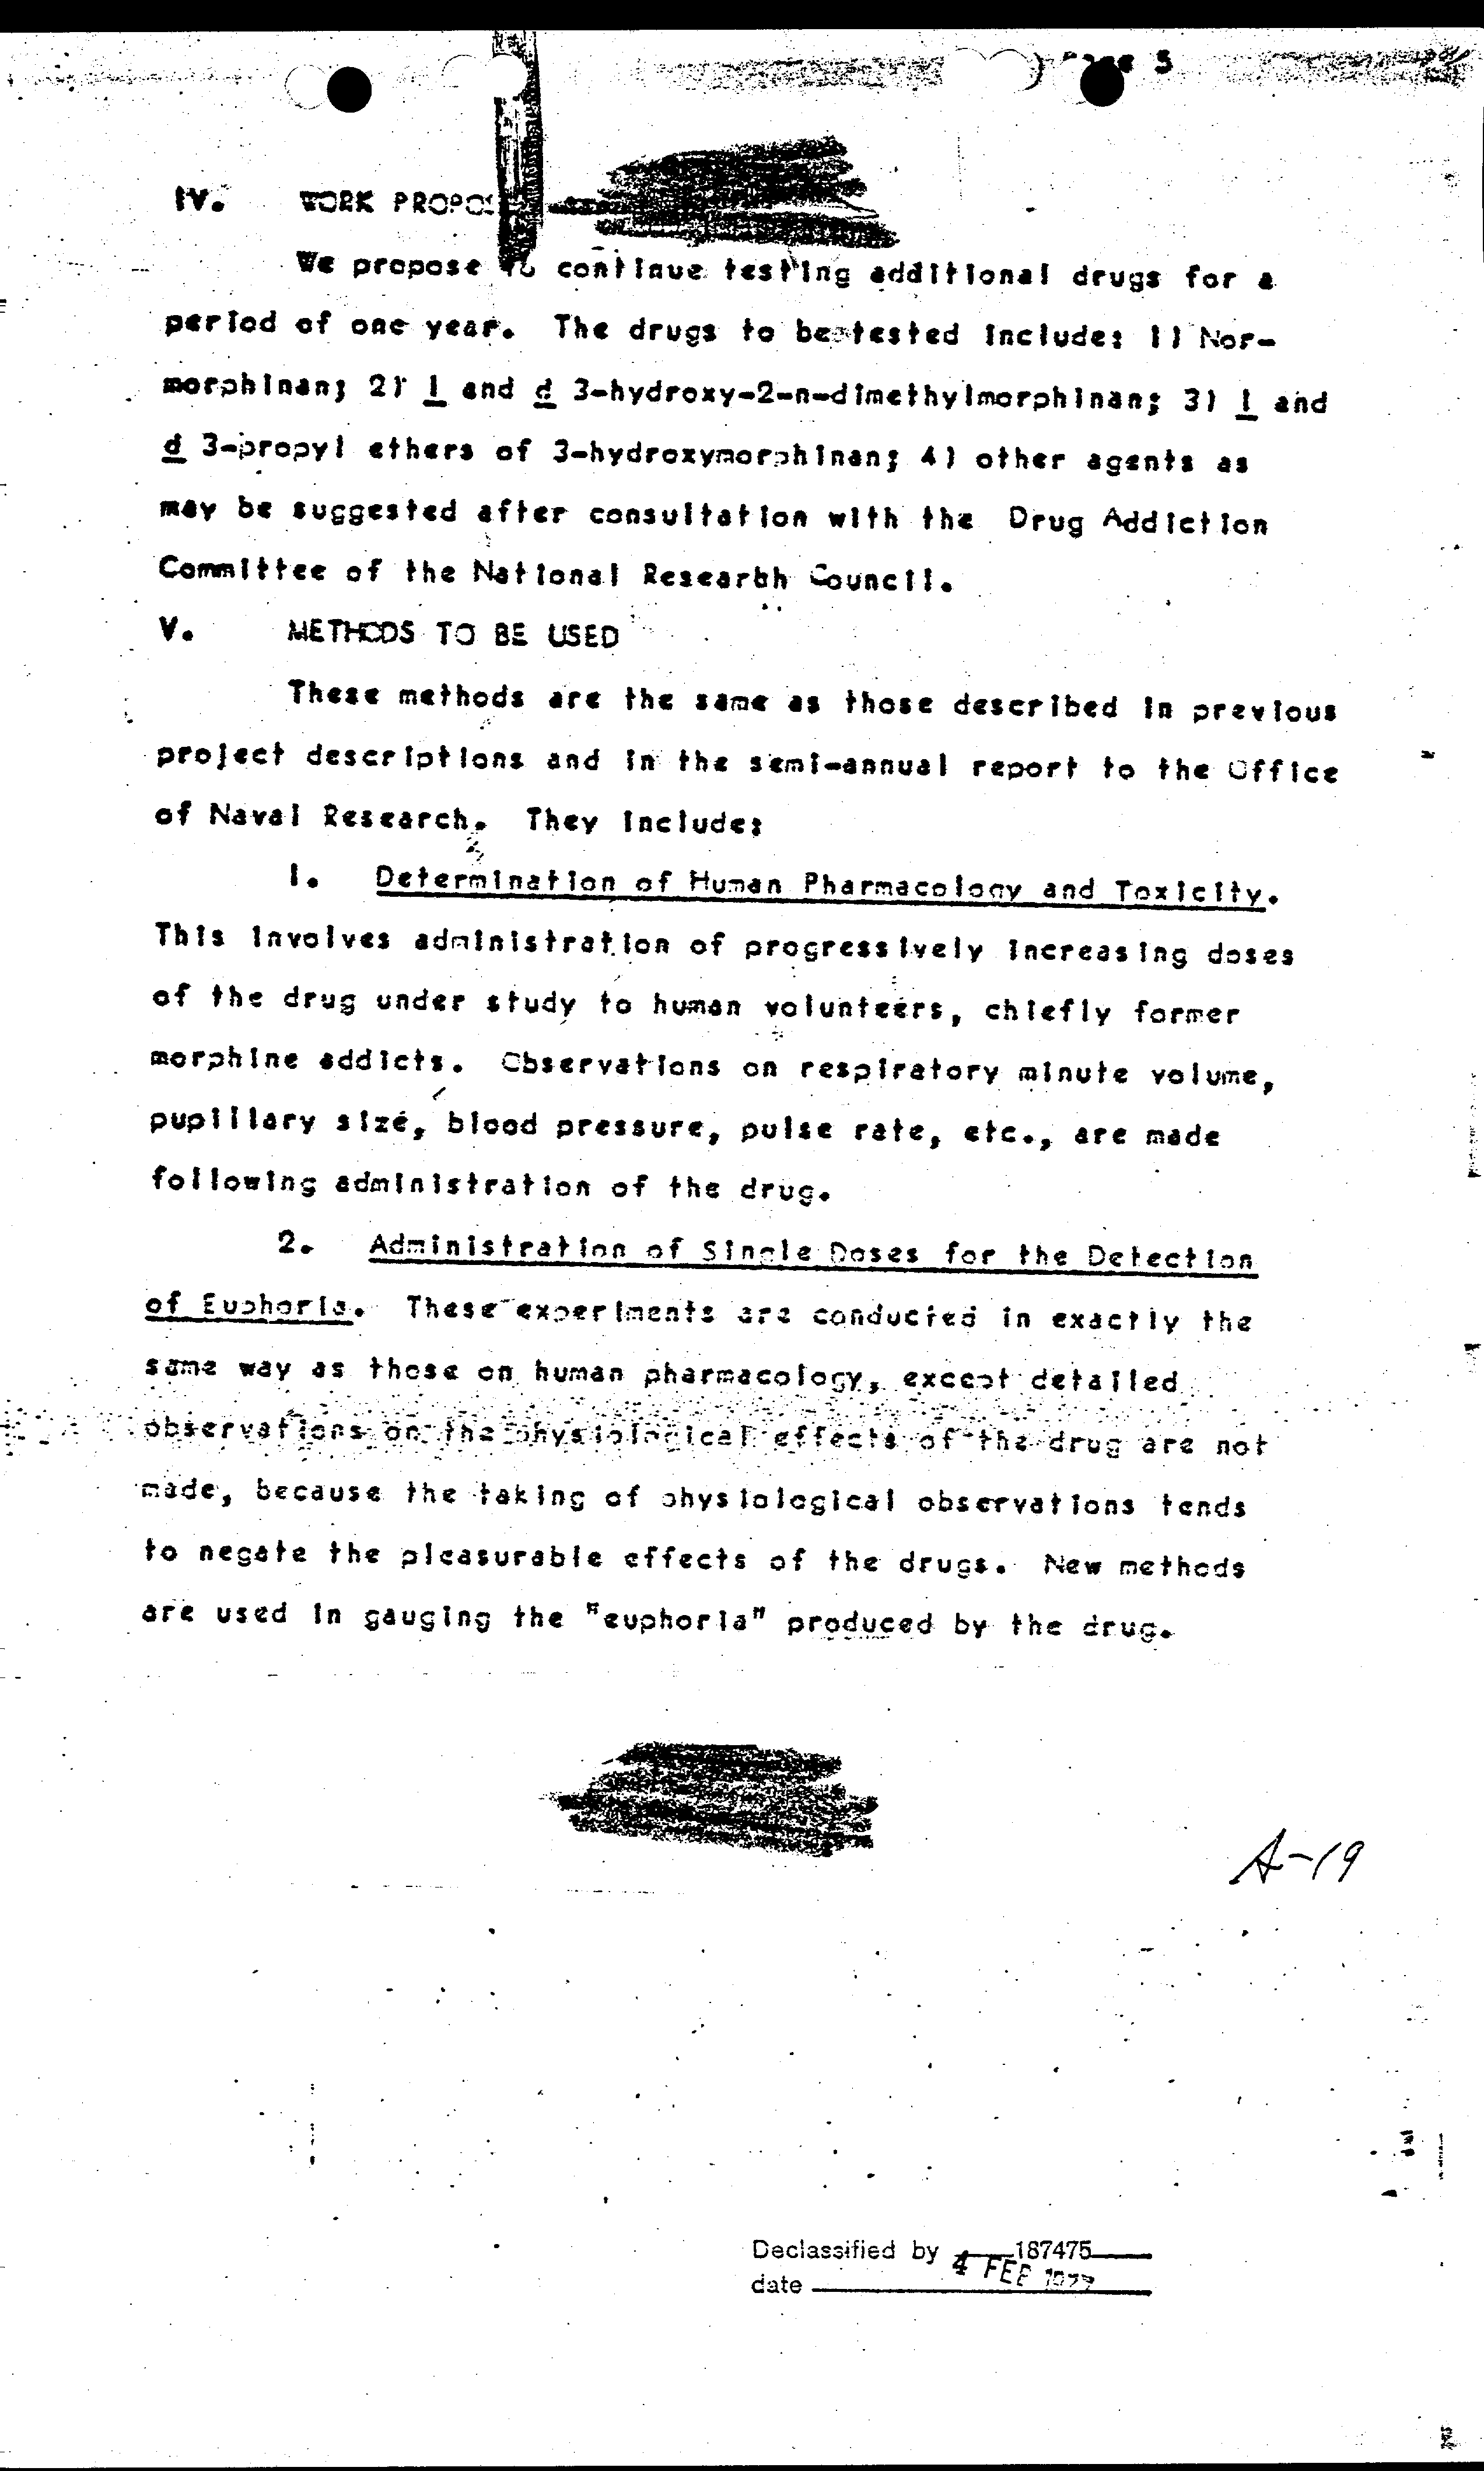 Page 5
IV. WORK PROPOS
We propose to continue testing additional drugs for a
period of one year. The drugs to be tested include: 1) Nor-
morphinan; 2) l and d 3-hydroxy-2-n-dimethylmorphinan; 3) l and
d 3-propyl ethers of 3-hydroxymorphinan; 4) other agents as
may be suggested after consultation with the Drug Addiction
Committee of the National Researbh Council.
V. METHODS TO BE USED
These methods are the same as those described in previous
project descriptions and in the semi-annual report to the Office
of Naval Research. They include:
1. Determination of Human Pharmacology and Toxicity.
This involves administration of progressively increasing doses
of the drug under study to human volunteers, chiefly former
morphine addicts. Observations on respiratory minute volume,
pupillary size, blood pressure, pulse rate, etc., are made
following administration of the drug.
2. Administration of Single Doses for the Detection
of Euphoria. These experiments are conducted in exactly the
same way as those on human pharmacology, except detailed
observations on the physiological effects of the drug are not
made, because the taking of physiological observations tends
to negate the pleasurable effects of the drugs. New methods
are used in gauging the "euphoria" produced by the drug.
A-19
Declassified by 187475
date 4 FEB 1977